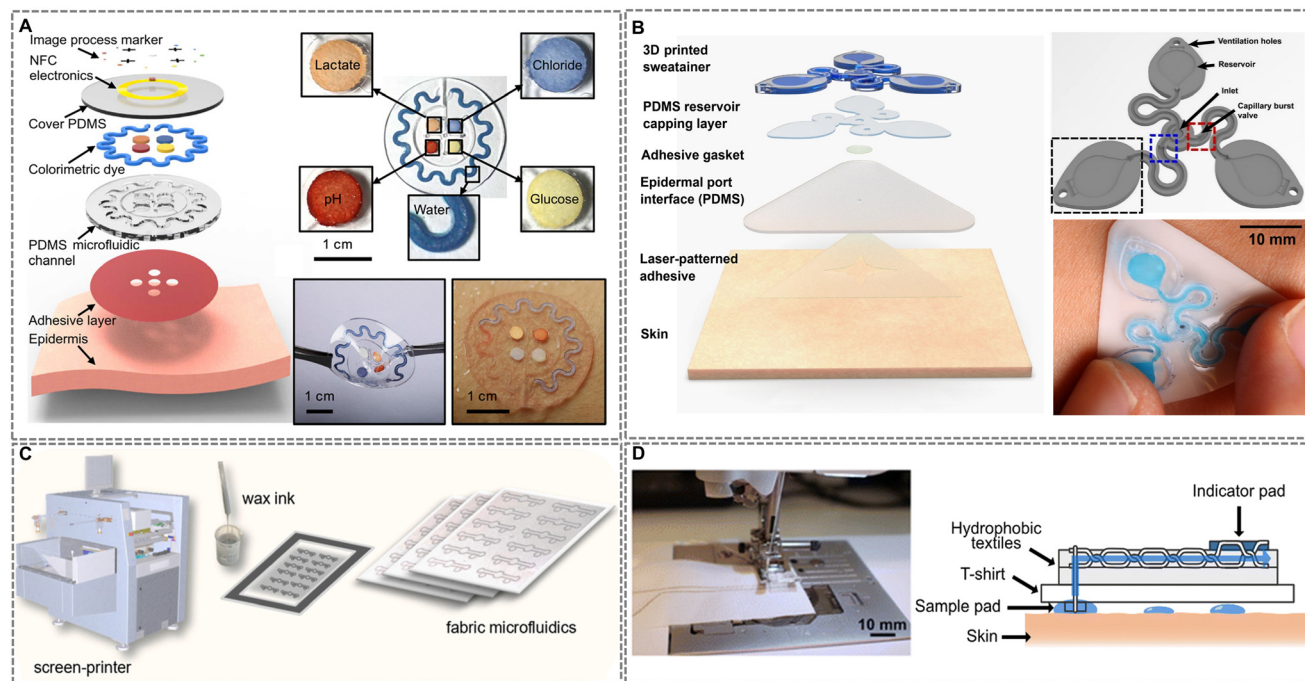 A
Image process marker
NFC
electronics
Cover PDMS
Colorimetric dye
PDMS microfluidic
channel
Adhesive layer
Epidermis
Lactate
Chloride
pH
Water
Glucose
1 cm
1 cm
1 cm
B
3D printed
sweatainer
PDMS reservoir
capping layer
Adhesive gasket
Epidermal port
interface (PDMS)
Laser-patterned
adhesive
Skin
Ventilation holes
Reservoir
Inlet
Capillary burst
valve
10 mm
C
wax ink
screen-printer
fabric microfluidics
D
10 mm
Indicator pad
Hydrophobic
textiles
T-shirt
Sample pad
Skin